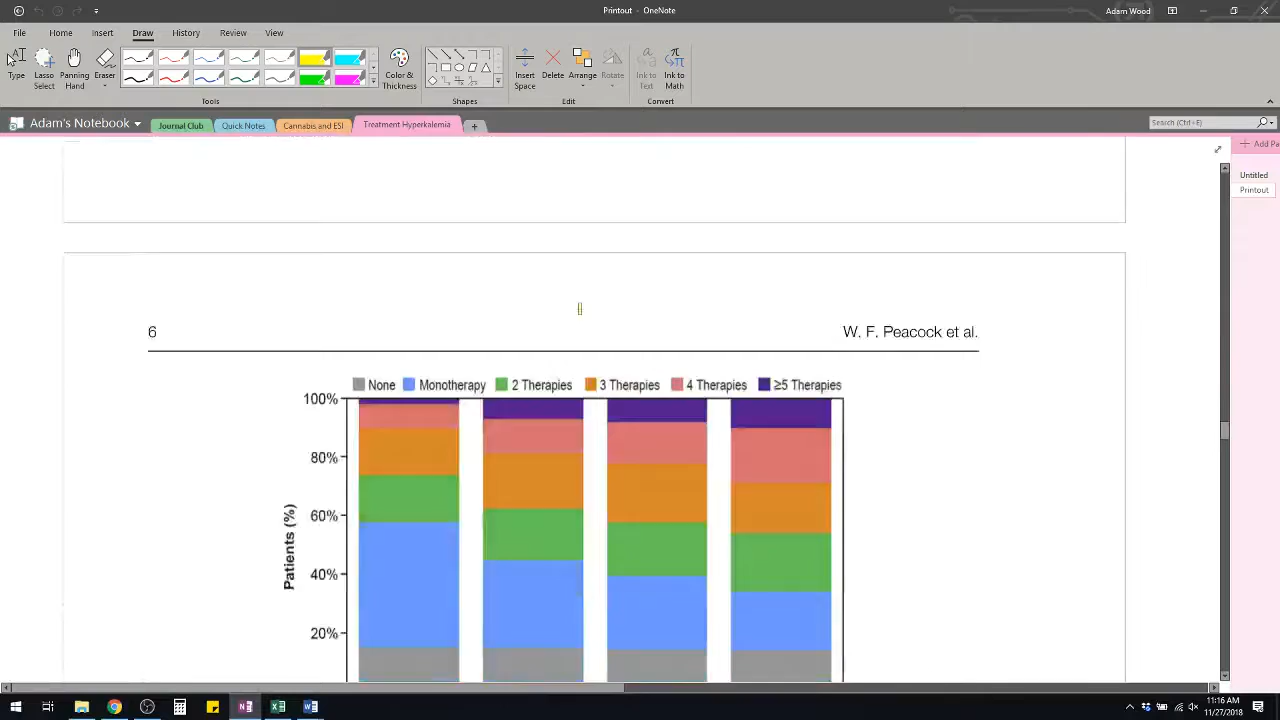 Printout - OneNote
Adam Wood
File Home Insert Draw History Review View
Type
Lasso Select
Panning Hand
Eraser
Color & Thickness
Insert Space
Delete
Arrange
Rotate
Ink to Text
Ink to Math
Tools
Shapes
Edit
Convert
Adam's Notebook
Journal Club
Quick Notes
Cannabis and ESI
Treatment Hyperkalemia
Search (Ctrl+E)
Add Pa
Untitled
Printout
6 W. F. Peacock et al.
None Monotherapy 2 Therapies 3 Therapies 4 Therapies ≥5 Therapies
100%
80%
60%
40%
20%
Patients (%)
11:16 AM
11/27/2018